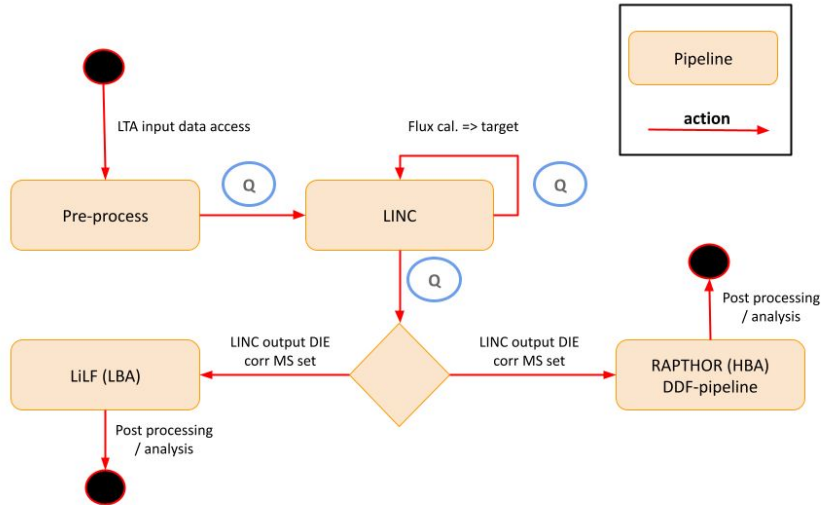 Pipeline
action
LTA input data access
Flux cal. => target
Q
Q
Pre-process
LINC
Q
Post processing
/ analysis
LINC output DIE
corr MS set
LINC output DIE
corr MS set
LiLF (LBA)
RAPTHOR (HBA)
DDF-pipeline
Post processing
/ analysis